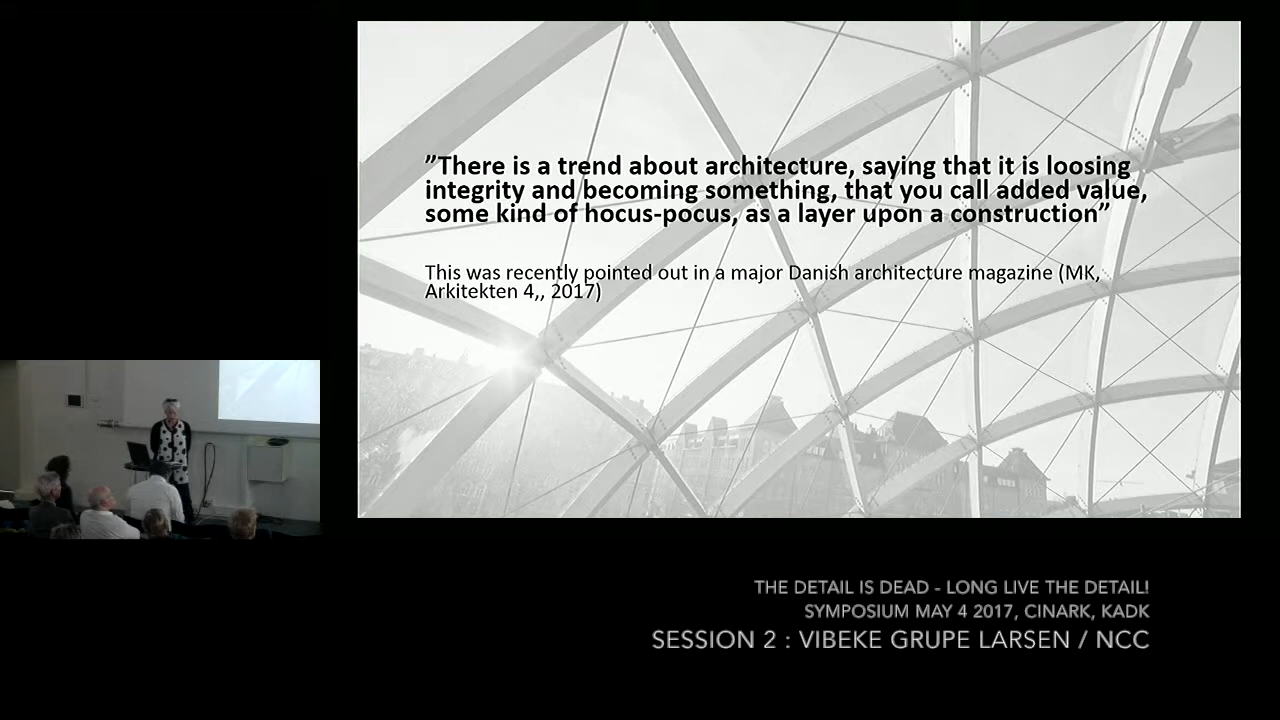 ”There is a trend about architecture, saying that it is loosing
integrity and becoming something, that you call added value,
some kind of hocus-pocus, as a layer upon a construction”
This was recently pointed out in a major Danish architecture magazine (MK,
Arkitekten 4,, 2017)
THE DETAIL IS DEAD - LONG LIVE THE DETAIL!
SYMPOSIUM MAY 4 2017, CINARK, KADK
SESSION 2 : VIBEKE GRUPE LARSEN / NCC